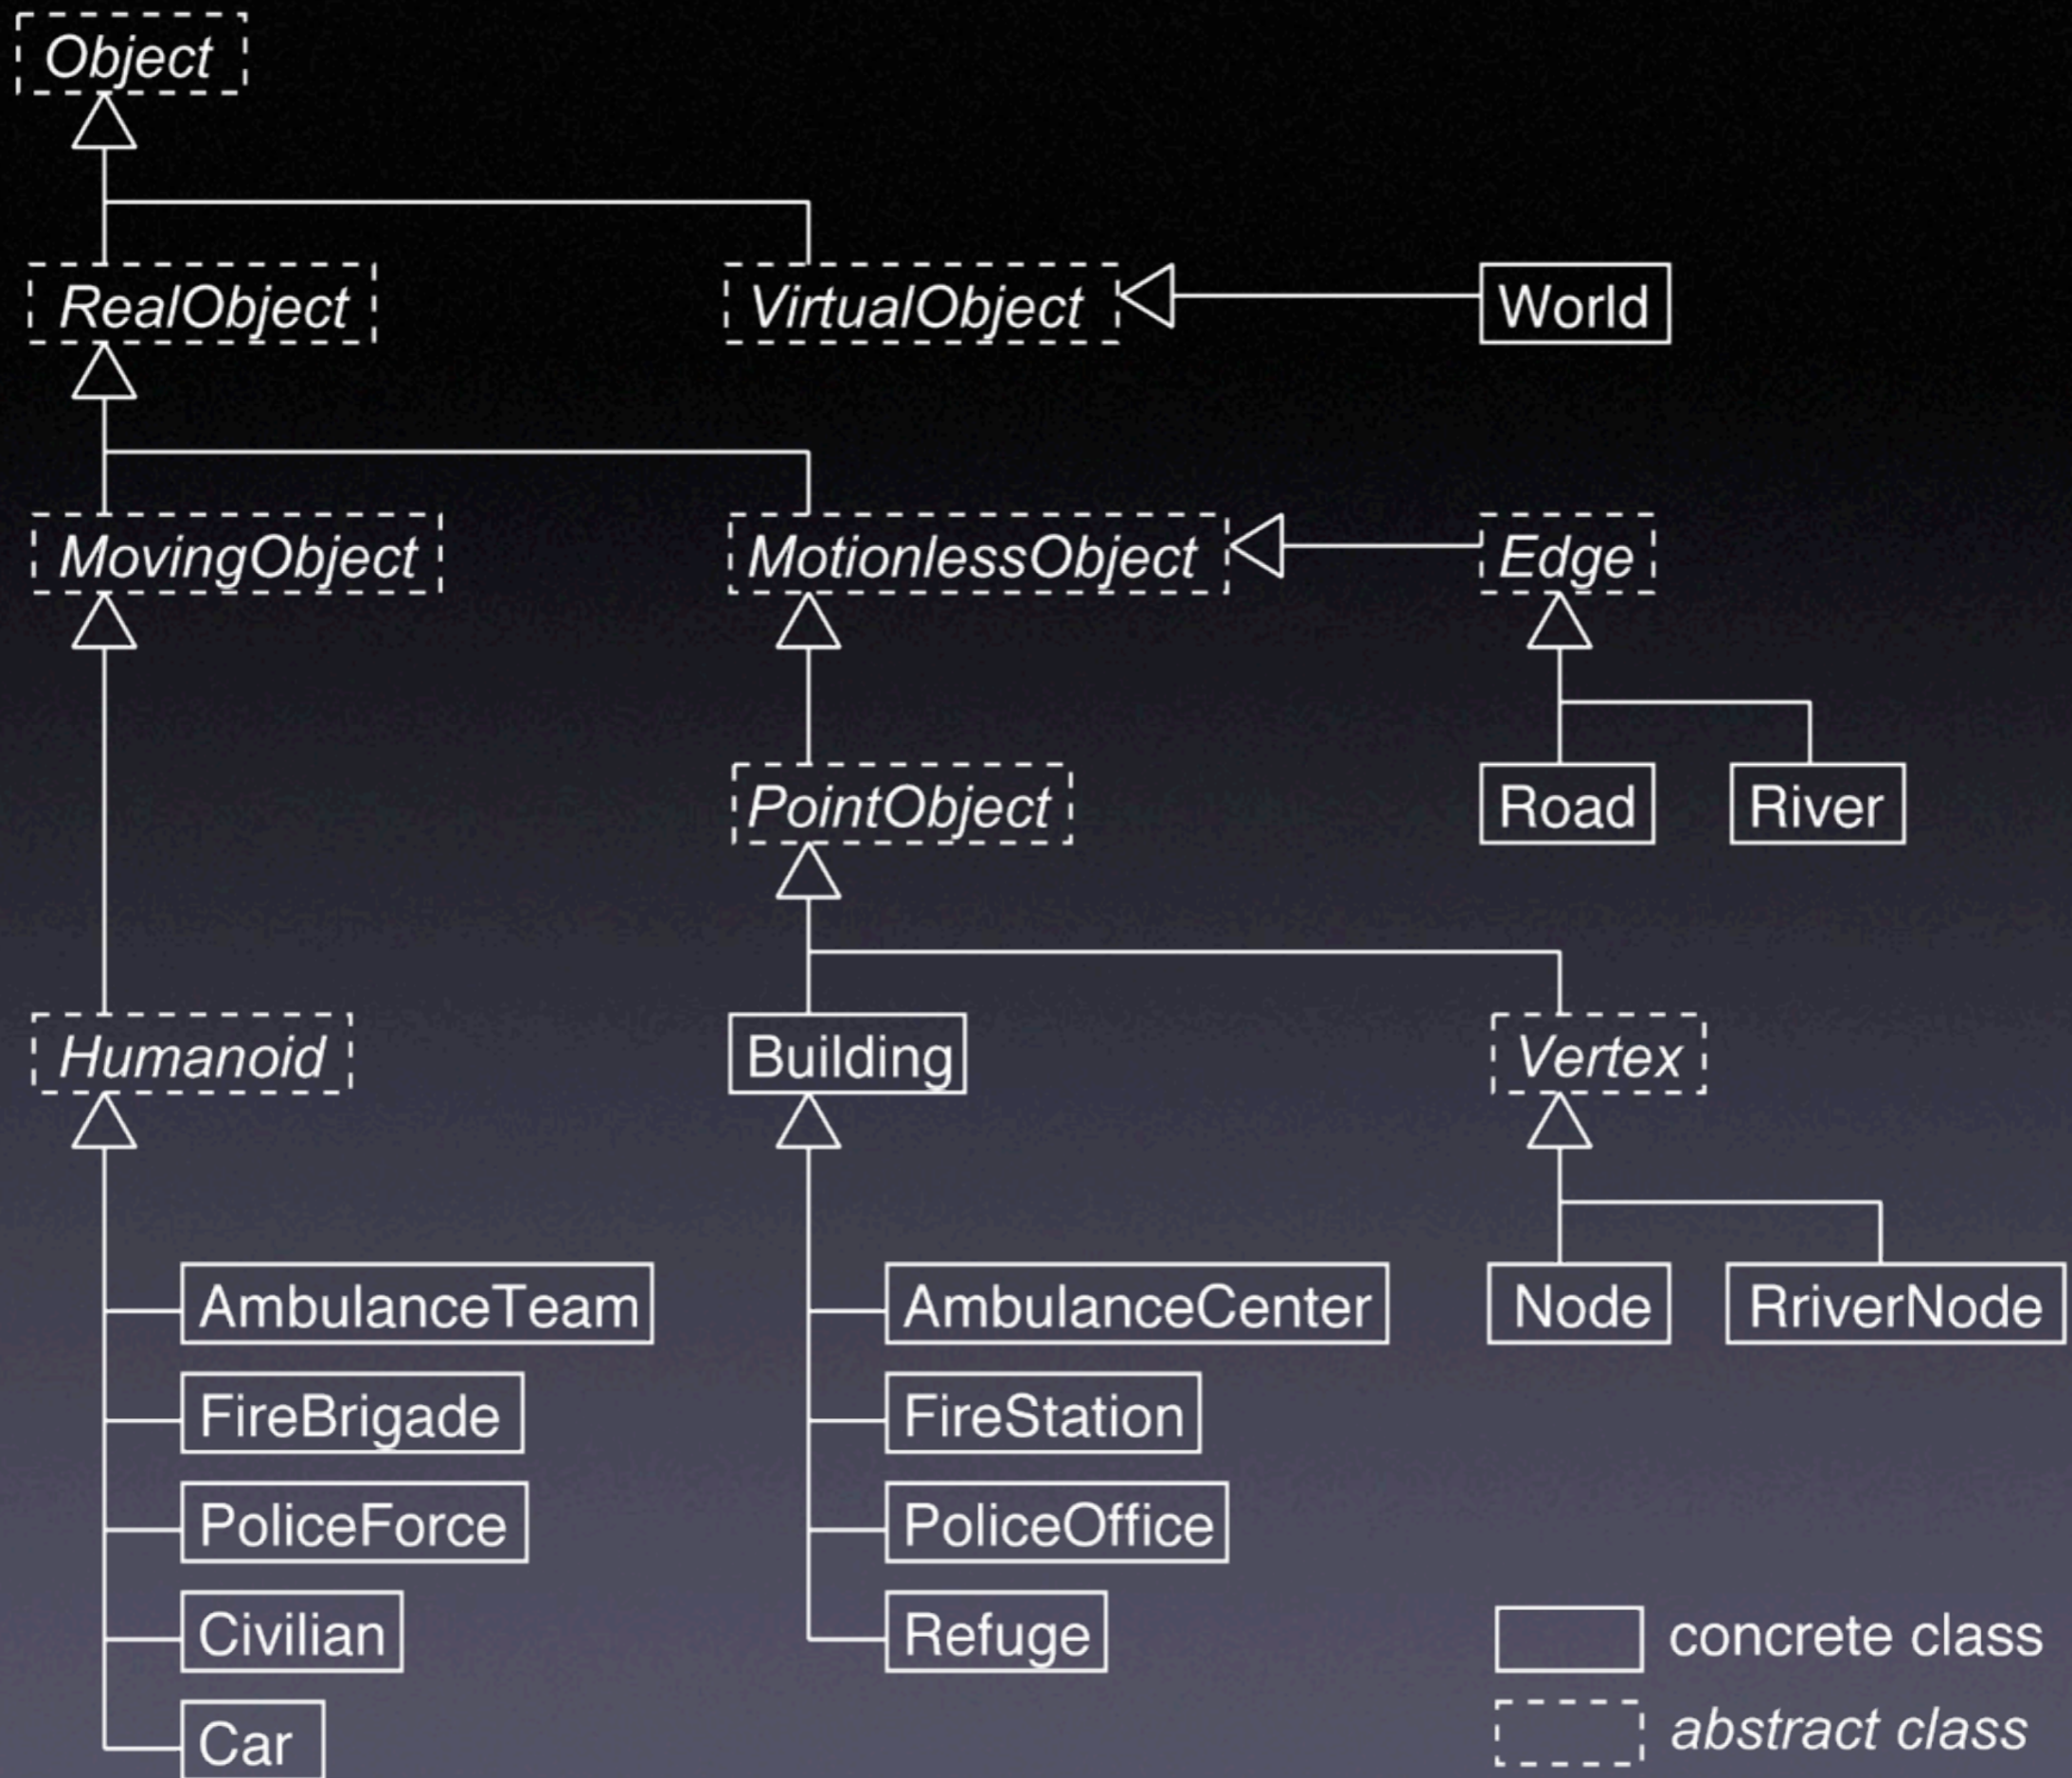 Object
RealObject
VirtualObject
World
MovingObject
MotionlessObject
Edge
PointObject
Road
River
Humanoid
Building
Vertex
AmbulanceTeam
AmbulanceCenter
Node
RriverNode
FireBrigade
FireStation
PoliceForce
PoliceOffice
Civilian
Refuge
concrete class
Car
abstract class